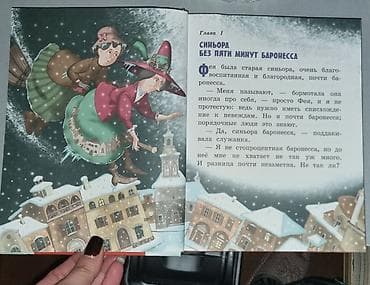 Глава 1
СИНЬОРА
БЕЗ ПЯТИ МИНУТ БАРОНЕССА
Фея была старая синьора, очень благо-
воспитанная и благородная, почти ба-
ронесса.
— Меня называют, — бормотала она
иногда про себя, — просто Фея, и я не
протестую: ведь нужно иметь снисхожде-
ние к невеждам. Но я почти баронесса;
порядочные люди это знают.
— Да, синьора баронесса, — поддаки-
вала служанка.
— Я не стопроцентная баронесса, но до
неё мне не хватает не так уж много.
И разница почти незаметна. Не так ли?